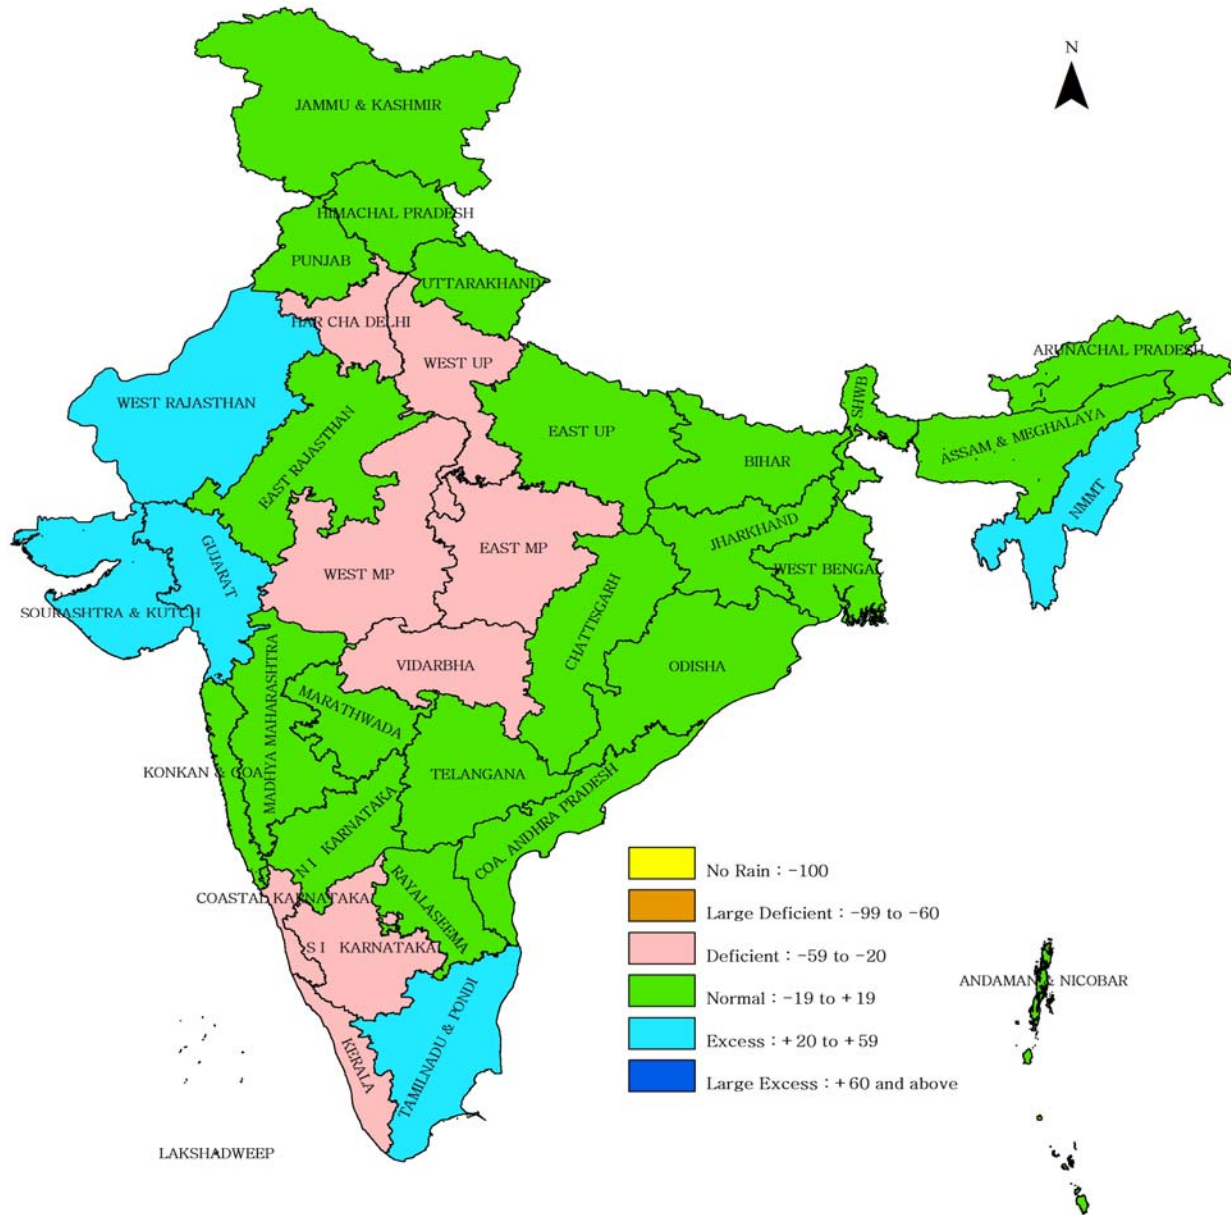 N
JAMMU & KASHMIR
HIMACHAL PRADESH
PUNJAB
UTTARAKHAND
HAR CHA DELHI
WEST UP
ARUNACHAL PRADESH
WEST RAJASTHAN
EAST RAJASTHAN
EAST UP
SHWB
BIHAR
ASSAM & MEGHALAYA
NMMT
GUJARAT
WEST MP
EAST MP
JHARKHAND
WEST BENGAL
SOURASHTRA & KUTCH
CHATTISGARH
VIDARBHA
ODISHA
MADHYA MAHARASHTRA
MARATHWADA
KONKAN & GOA
TELANGANA
COA. ANDHRA PRADESH
N I KARNATAKA
COASTAL KARNATAKA
RAYALASEEMA
S I KARNATAKA
KERALA
TAMILNADU & PONDI
LAKSHADWEEP
ANDAMAN & NICOBAR
No Rain : -100
Large Deficient : -99 to -60
Deficient : -59 to -20
Normal : -19 to +19
Excess : +20 to +59
Large Excess : +60 and above